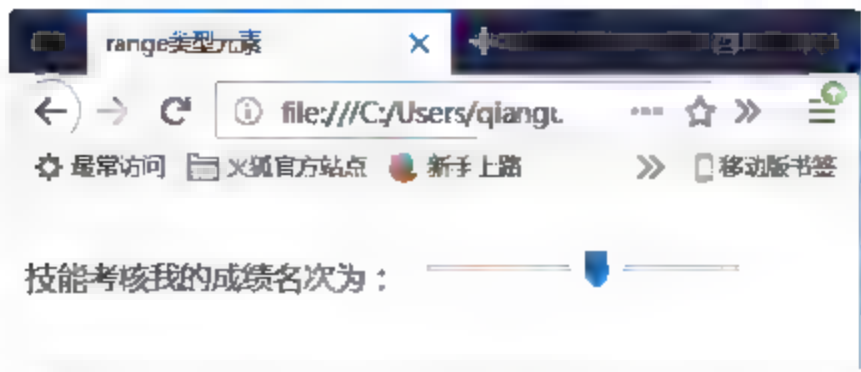 range类型元素
file:///C:/Users/qiangu
最常访问 火狐官方站点 新手上路 移动版书签
技能考核我的成绩名次为：